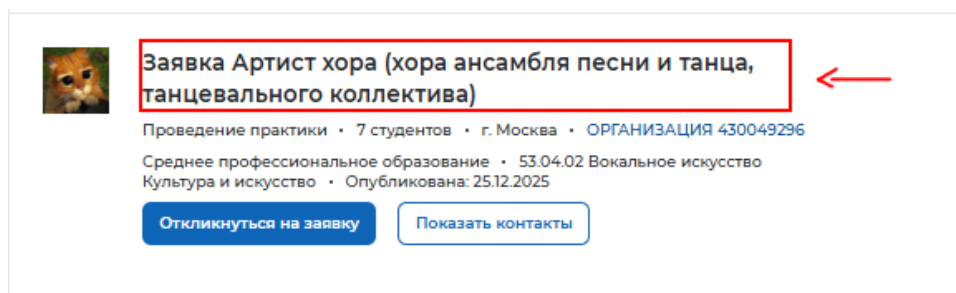 Заявка Артист хора (хора ансамбля песни и танца,
танцевального коллектива)
Проведение практики • 7 студентов • г. Москва • ОРГАНИЗАЦИЯ 430049296
Среднее профессиональное образование • 53.04.02 Вокальное искусство
Культура и искусство • Опубликована: 25.12.2025
Откликнуться на заявку Показать контакты